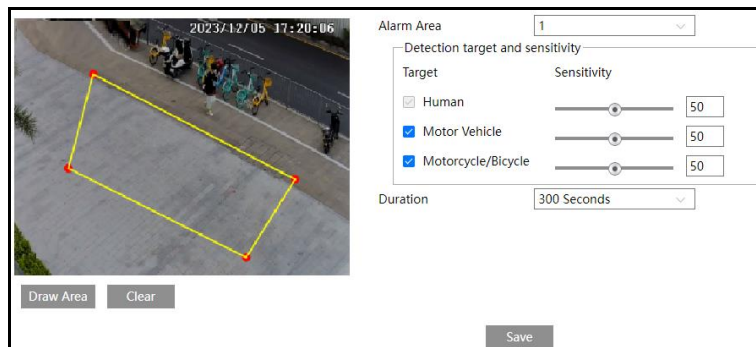 2023/12/05 17:20:06
Alarm Area 1
Detection target and sensitivity
Target Sensitivity
Human 50
Motor Vehicle 50
Motorcycle/Bicycle 50
Duration 300 Seconds
Draw Area Clear
Save